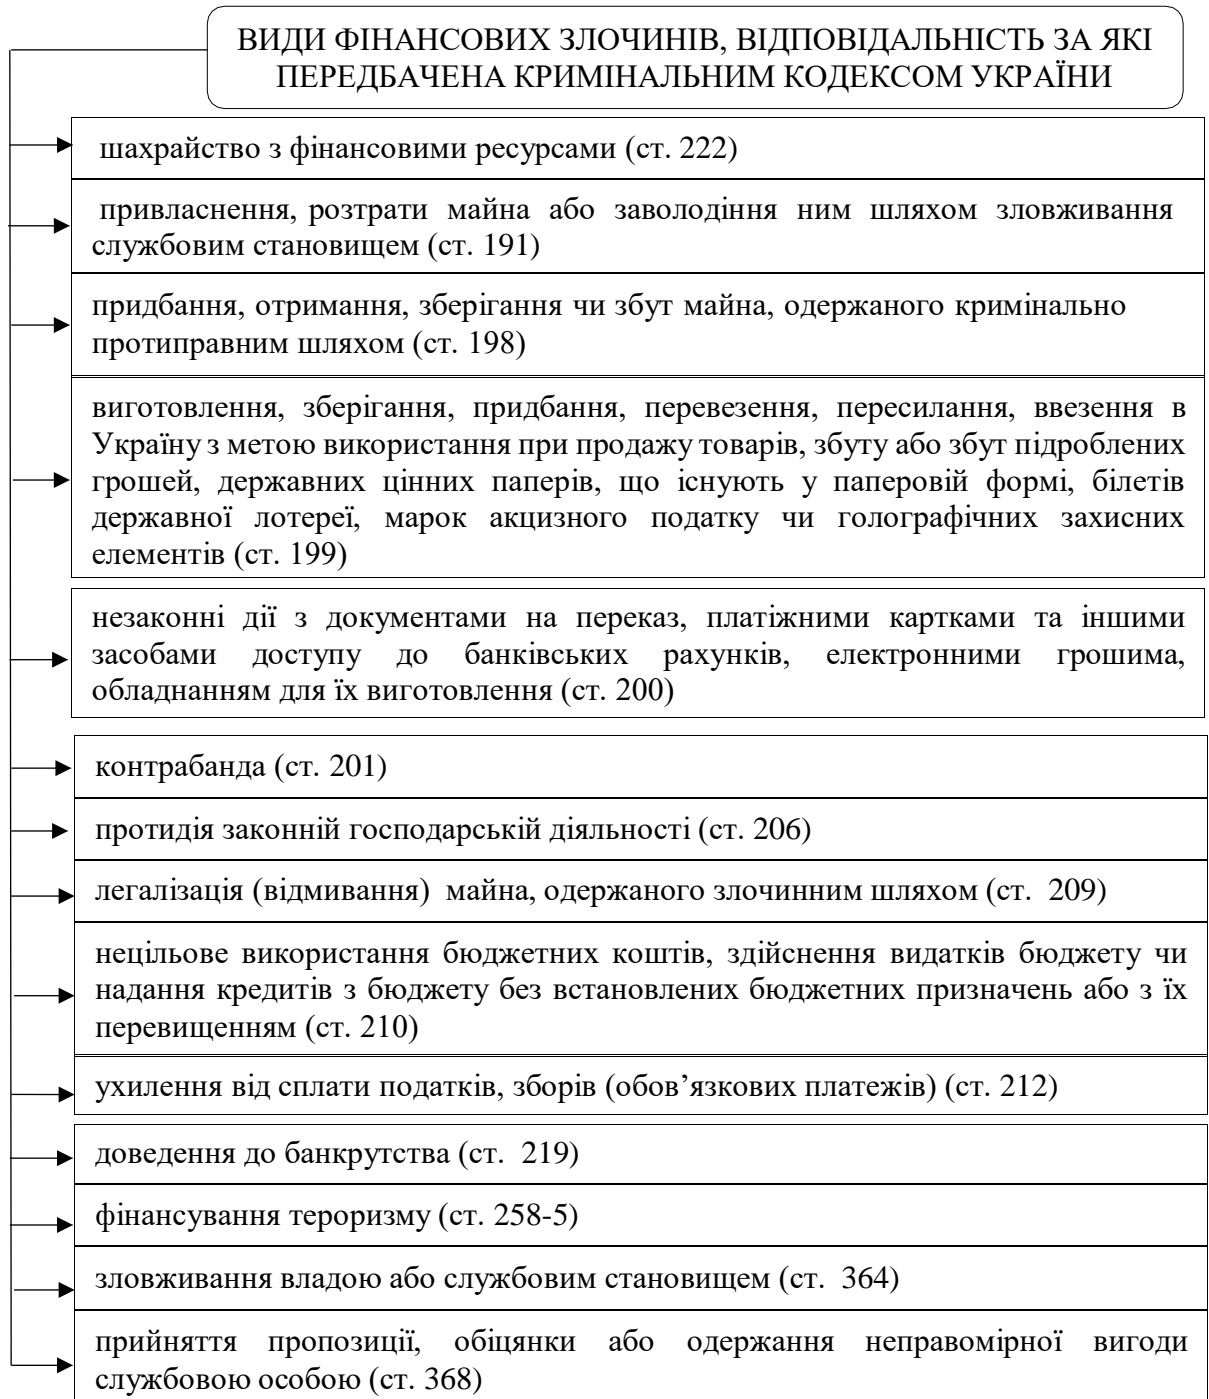 ВИДИ ФІНАНСОВИХ ЗЛОЧИНІВ, ВІДПОВІДАЛЬНІСТЬ ЗА ЯКІ
ПЕРЕДБАЧЕНА КРИМІНАЛЬНИМ КОДЕКСОМ УКРАЇНИ
шахрайство з фінансовими ресурсами (ст. 222)
привласнення, розтрати майна або заволодіння ним шляхом зловживання
службовим становищем (ст. 191)
придбання, отримання, зберігання чи збут майна, одержаного кримінально
протиправним шляхом (ст. 198)
виготовлення, зберігання, придбання, перевезення, пересилання, ввезення в
Україну з метою використання при продажу товарів, збуту або збут підроблених
грошей, державних цінних паперів, що існують у паперовій формі, білетів
державної лотереї, марок акцизного податку чи голографічних захисних
елементів (ст. 199)
незаконні дії з документами на переказ, платіжними картками та іншими
засобами доступу до банківських рахунків, електронними грошима,
обладнанням для їх виготовлення (ст. 200)
контрабанда (ст. 201)
протидія законній господарській діяльності (ст. 206)
легалізація (відмивання) майна, одержаного злочинним шляхом (ст. 209)
нецільове використання бюджетних коштів, здійснення видатків бюджету чи
надання кредитів з бюджету без встановлених бюджетних призначень або з їх
перевищенням (ст. 210)
ухилення від сплати податків, зборів (обов’язкових платежів) (ст. 212)
доведення до банкрутства (ст. 219)
фінансування тероризму (ст. 258-5)
зловживання владою або службовим становищем (ст. 364)
прийняття пропозиції, обіцянки або одержання неправомірної вигоди
службовою особою (ст. 368)